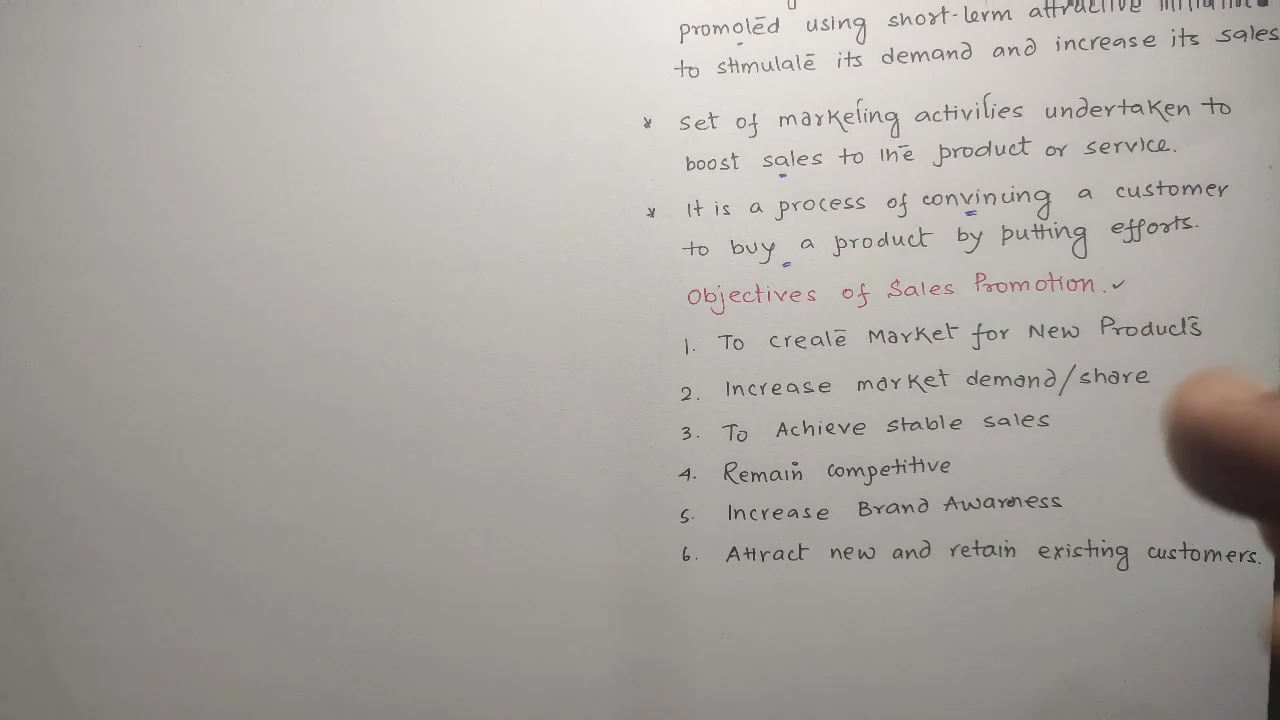 promoted using short-term attractive
to stimulate its demand and increase its sales
* set of marketing activities undertaken to
boost sales to the product or service.
* It is a process of convincing a customer
to buy a product by putting efforts.
Objectives of Sales Promotion. ✓
1. To create Market for New Products
2. Increase market demand/share
3. To Achieve stable sales
4. Remain competitive
5. Increase Brand Awareness
6. Attract new and retain existing customers.